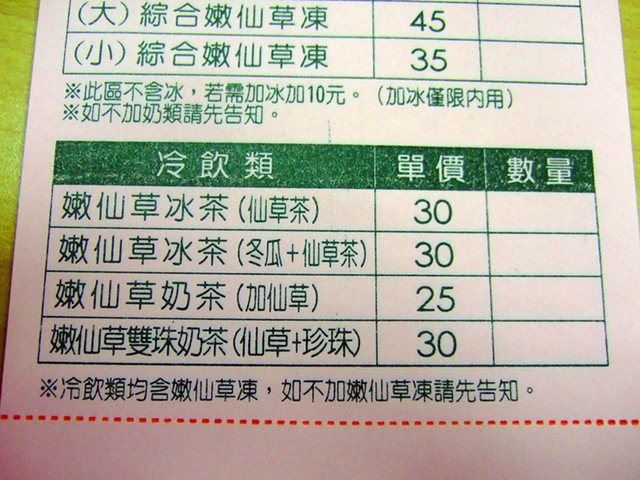 (大)綜合嫩仙草凍 45
(小)綜合嫩仙草凍 35
※此區不含冰，若需加冰加10元。(加冰僅限內用)
※如不加奶類請先告知。
冷飲類 單價 數量
嫩仙草冰茶(仙草茶) 30
嫩仙草冰茶(冬瓜+仙草茶) 30
嫩仙草奶茶(加仙草) 25
嫩仙草雙珠奶茶(仙草+珍珠) 30
※冷飲類均含嫩仙草凍，如不加嫩仙草凍請先告知。